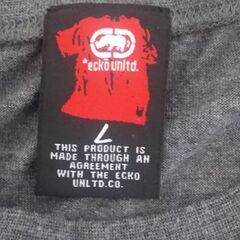 *ecko unltd.
L
THIS PRODUCT IS
MADE THROUGH AN
AGREEMENT
WITH THE ECKO
UNLTD.CO.